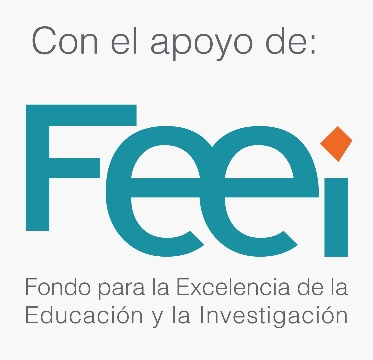 Con el apoyo de:
Feei
Fondo para la Excelencia de la
Educación y la Investigación